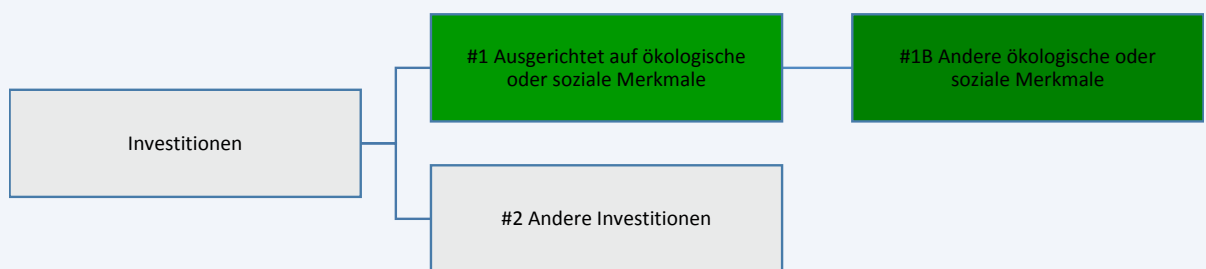 #1 Ausgerichtet auf ökologische
oder soziale Merkmale
#1B Andere ökologische oder
soziale Merkmale
Investitionen
#2 Andere Investitionen